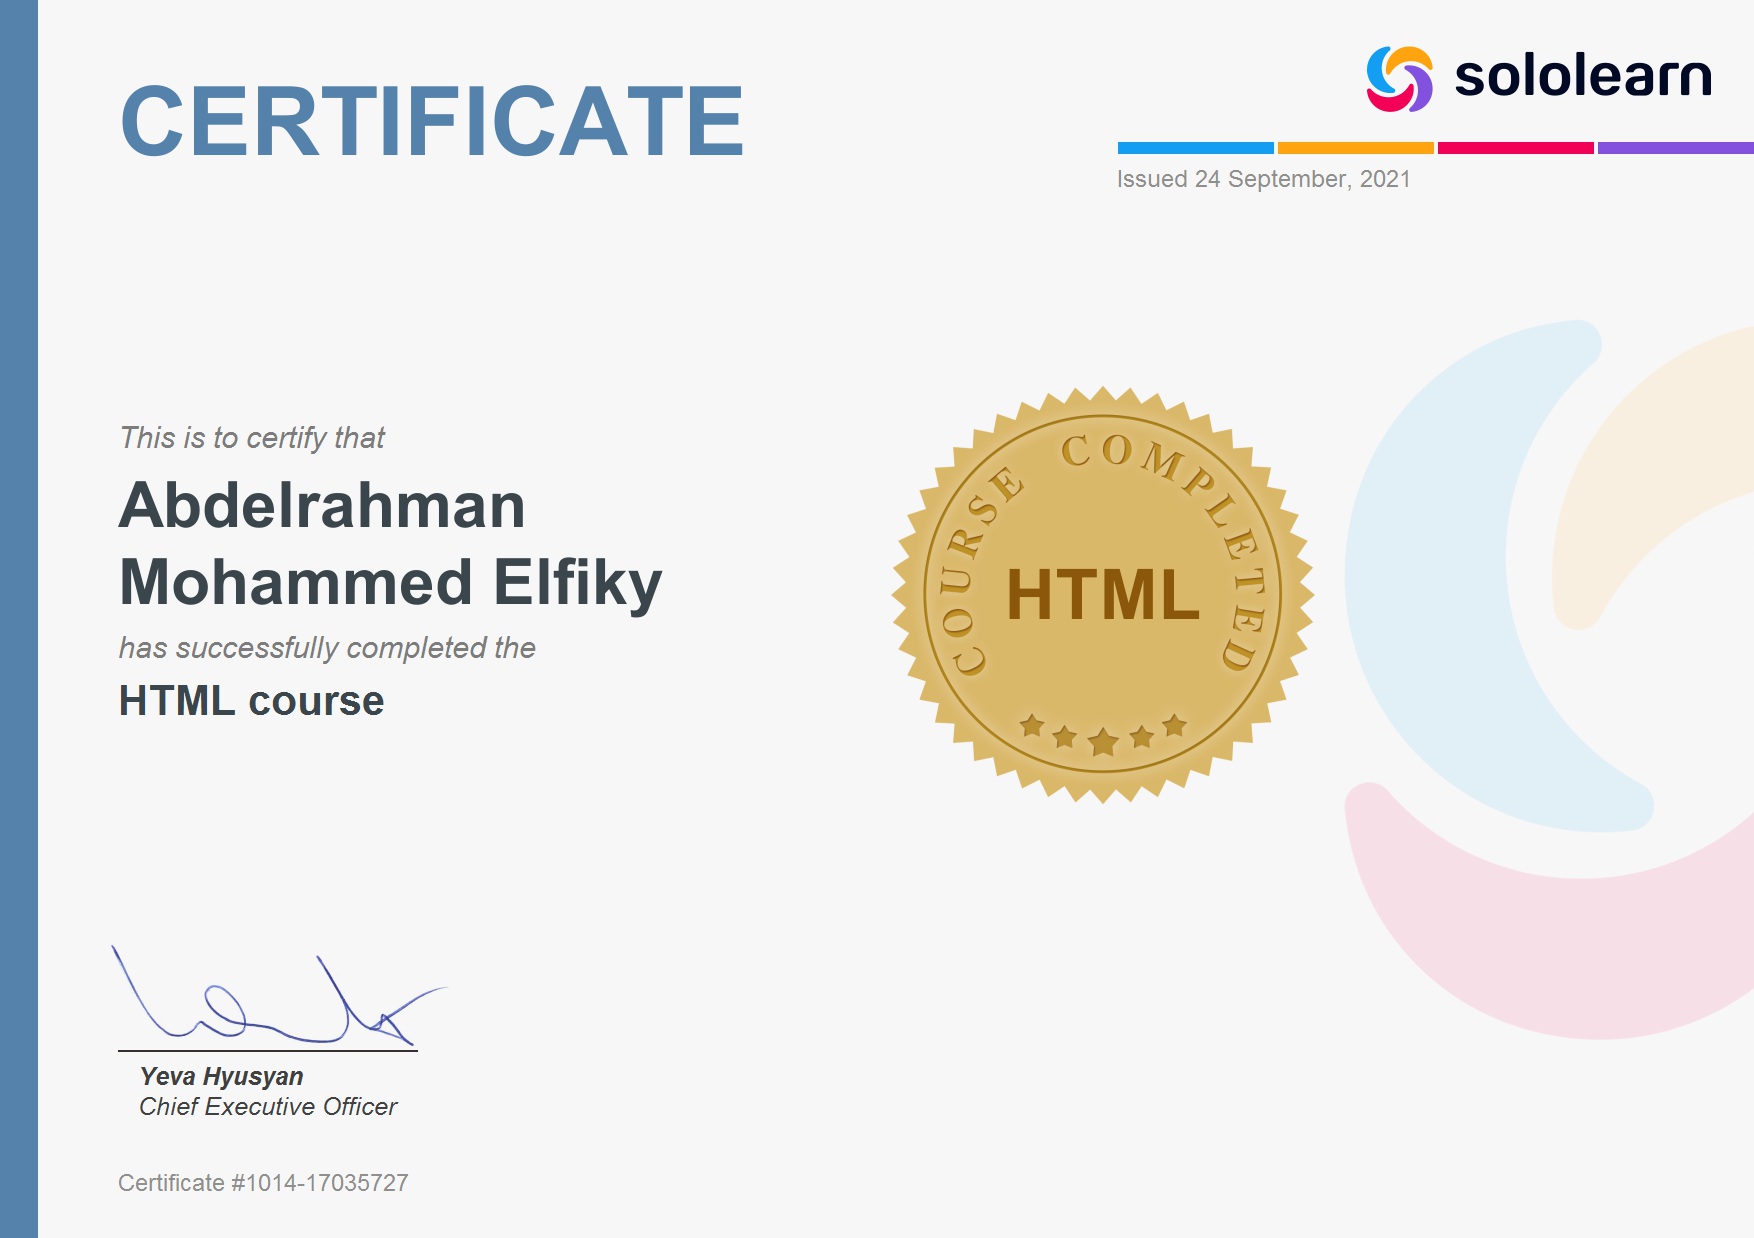 CERTIFICATE
sololearn
Issued 24 September, 2021
This is to certify that
Abdelrahman
Mohammed Elfiky
has successfully completed the
HTML course
COURSE COMPLETED
HTML
Yeva Hyusyan
Chief Executive Officer
Certificate #1014-17035727